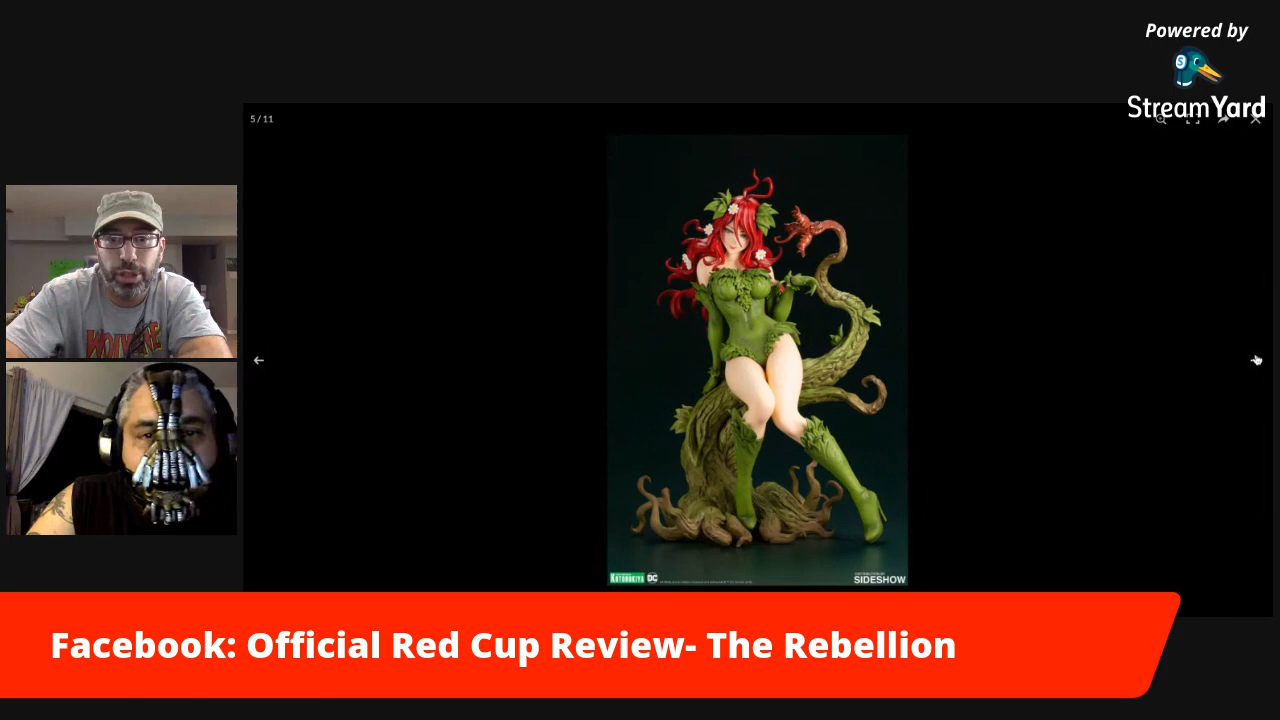 Powered by
StreamYard
5 / 11
KOTOBUKIYA
DC
SIDESHOW
Facebook: Official Red Cup Review- The Rebellion